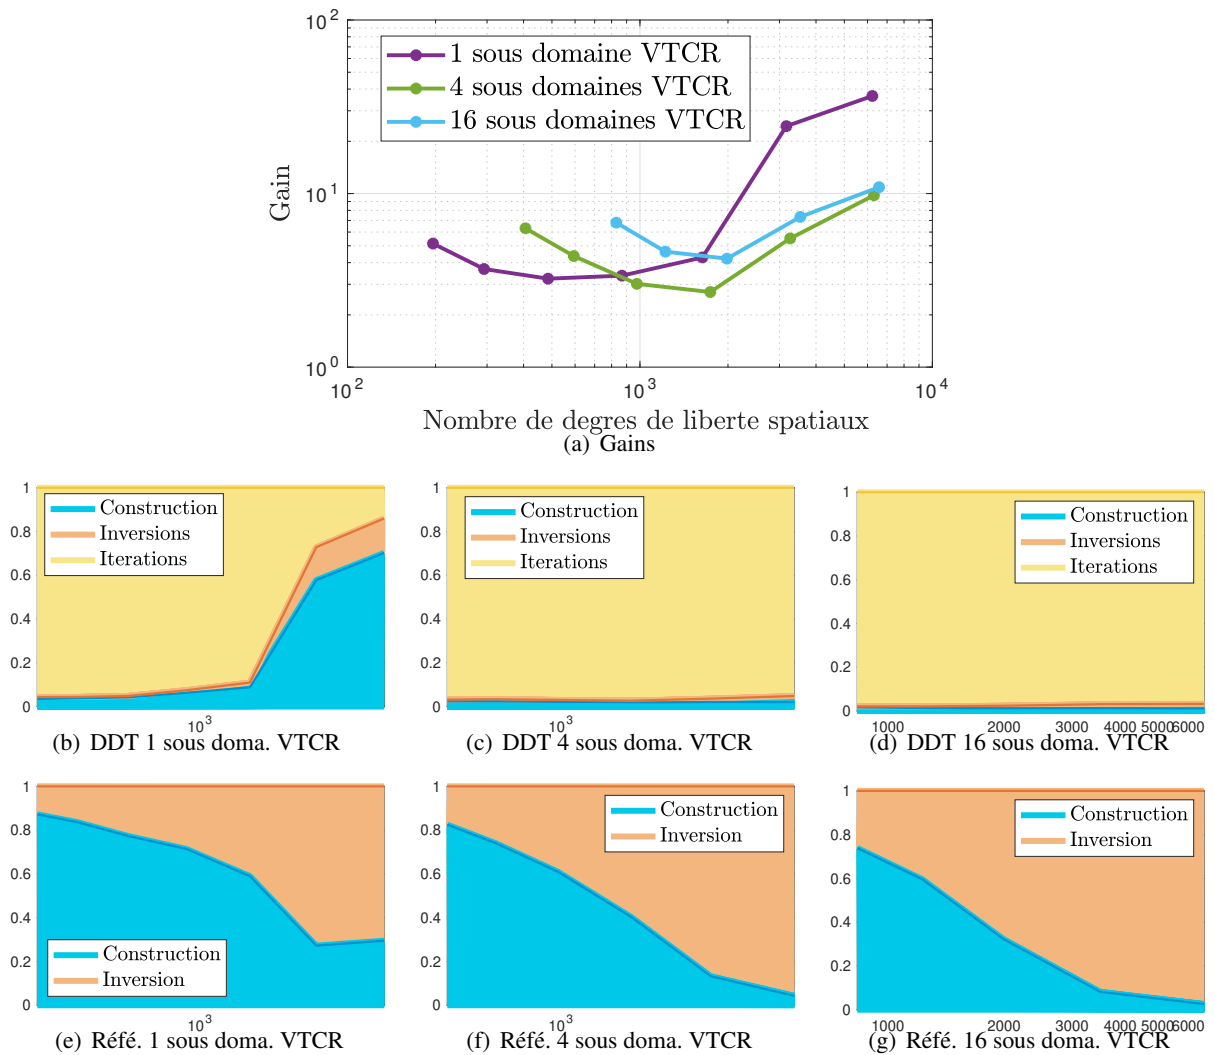 10^2
1 sous domaine VTCR
4 sous domaines VTCR
16 sous domaines VTCR
Gain
10^1
10^0
10^2
10^3
10^4
Nombre de degres de liberte spatiaux
(a) Gains
1
0.8
0.6
0.4
0.2
0
Construction
Inversions
Iterations
10^3
(b) DDT 1 sous doma. VTCR
1
0.8
0.6
0.4
0.2
0
Construction
Inversions
Iterations
10^3
(c) DDT 4 sous doma. VTCR
1
0.8
0.6
0.4
0.2
0
Construction
Inversions
Iterations
1000 2000 3000 4000 5000 6000
(d) DDT 16 sous doma. VTCR
1
0.8
0.6
0.4
0.2
0
Construction
Inversion
10^3
(e) Réfé. 1 sous doma. VTCR
1
0.8
0.6
0.4
0.2
0
Construction
Inversion
10^3
(f) Réfé. 4 sous doma. VTCR
1
0.8
0.6
0.4
0.2
0
Construction
Inversion
1000 2000 3000 4000 5000 6000
(g) Réfé. 16 sous doma. VTCR